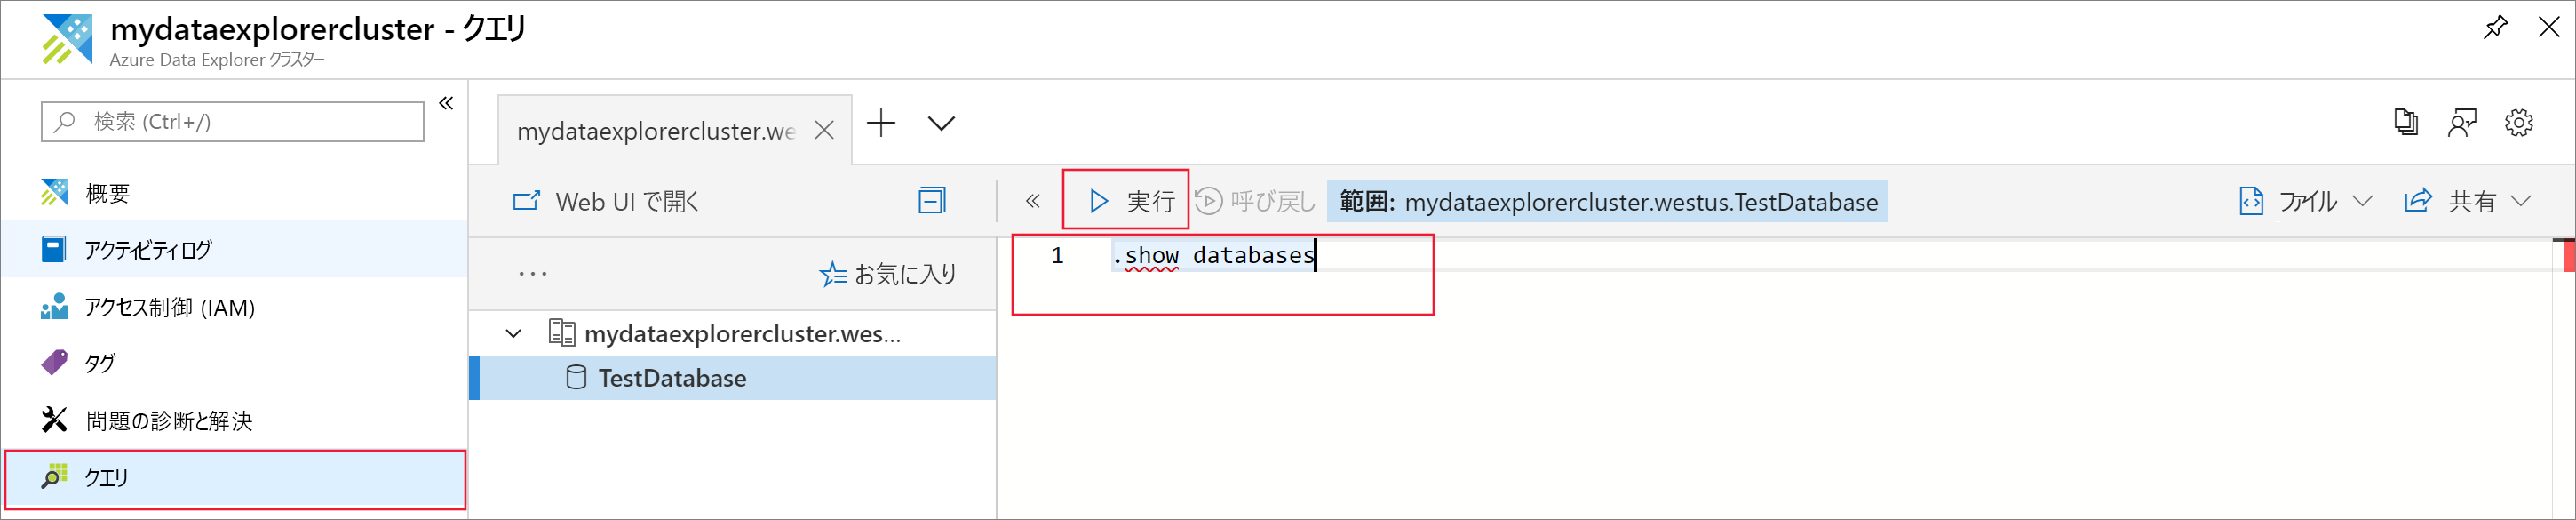 mydataexplorercluster - クエリ
Azure Data Explorer クラスター
検索 (Ctrl+/)
概要
アクティビティログ
アクセス制御 (IAM)
タグ
問題の診断と解決
クエリ
mydataexplorercluster.we
Web UI で開く
... お気に入り
mydataexplorercluster.wes...
TestDatabase
実行 呼び戻し 範囲: mydataexplorercluster.westus.TestDatabase ファイル 共有
1 .show databases